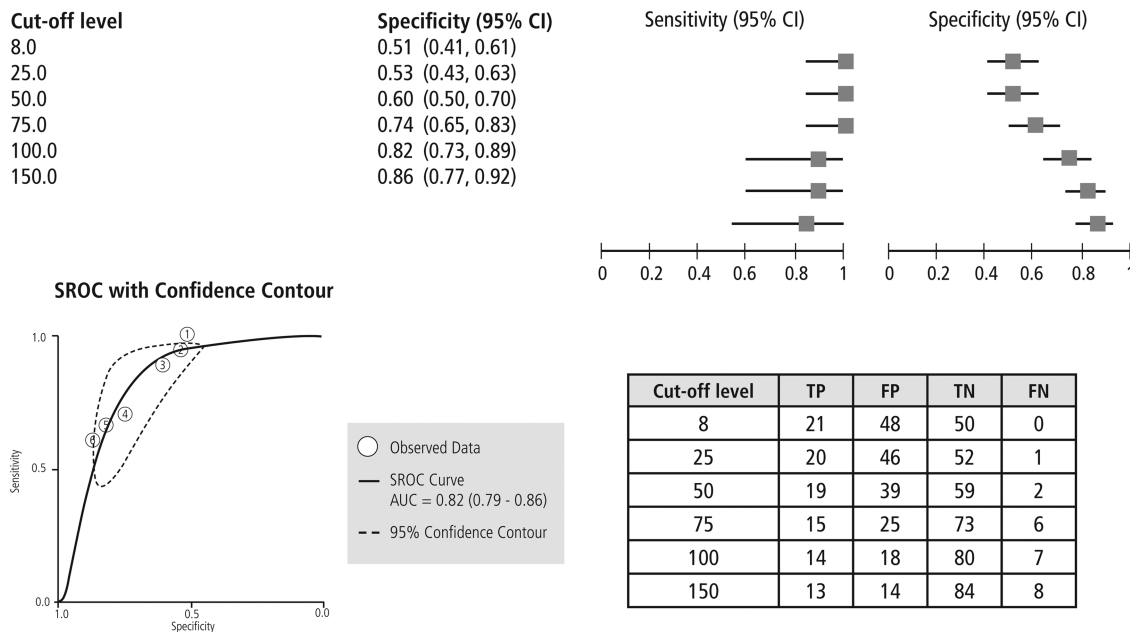 Cut-off level Specificity (95% CI)
8.0 0.51 (0.41, 0.61)
25.0 0.53 (0.43, 0.63)
50.0 0.60 (0.50, 0.70)
75.0 0.74 (0.65, 0.83)
100.0 0.82 (0.73, 0.89)
150.0 0.86 (0.77, 0.92)
Sensitivity (95% CI) Specificity (95% CI)
0 0.2 0.4 0.6 0.8 1 0 0.2 0.4 0.6 0.8 1
SROC with Confidence Contour
1.0
0.5
0.0
Sensitivity
1
2
3
4
5
6
1.0 0.5 0.0
Specificity
Observed Data
SROC Curve
AUC = 0.82 (0.79 - 0.86)
95% Confidence Contour
Cut-off level TP FP TN FN
8 21 48 50 0
25 20 46 52 1
50 19 39 59 2
75 15 25 73 6
100 14 18 80 7
150 13 14 84 8